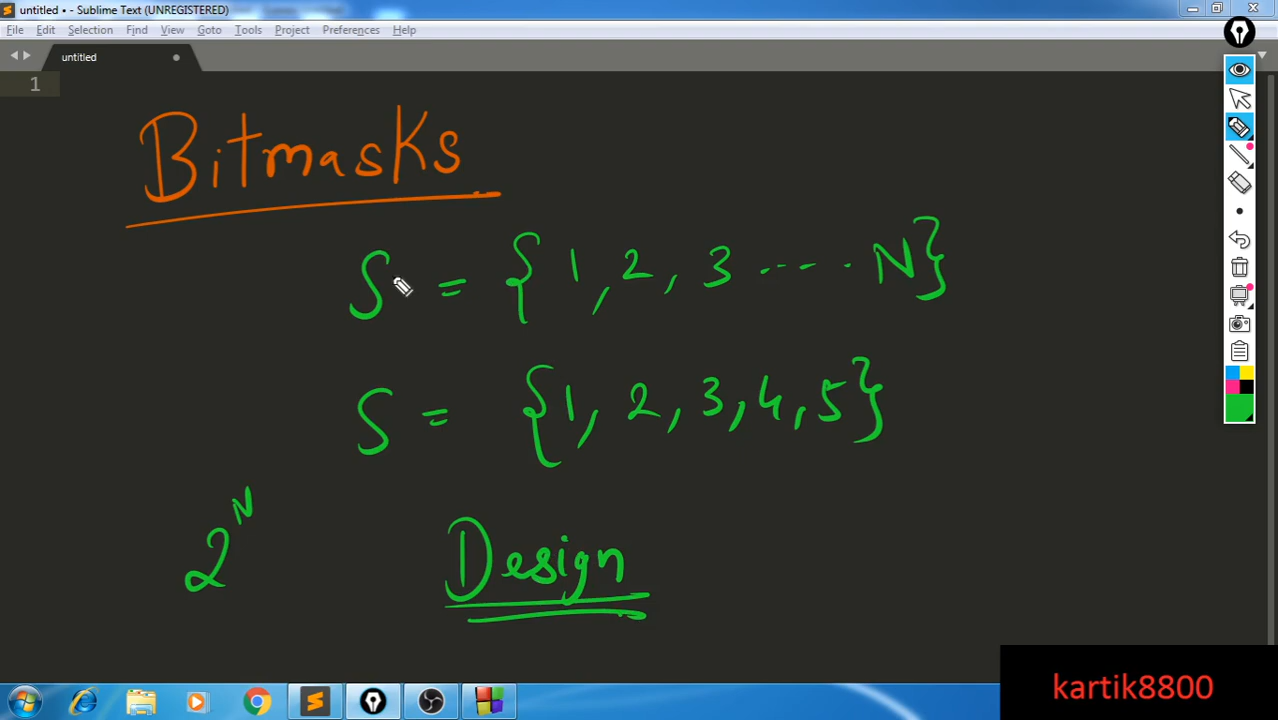 untitled • - Sublime Text (UNREGISTERED)
File Edit Selection Find View Goto Tools Project Preferences Help
untitled
1
Bitmasks
S = {1, 2, 3 ..... N}
S = {1, 2, 3, 4, 5}
2^N
Design
kartik8800